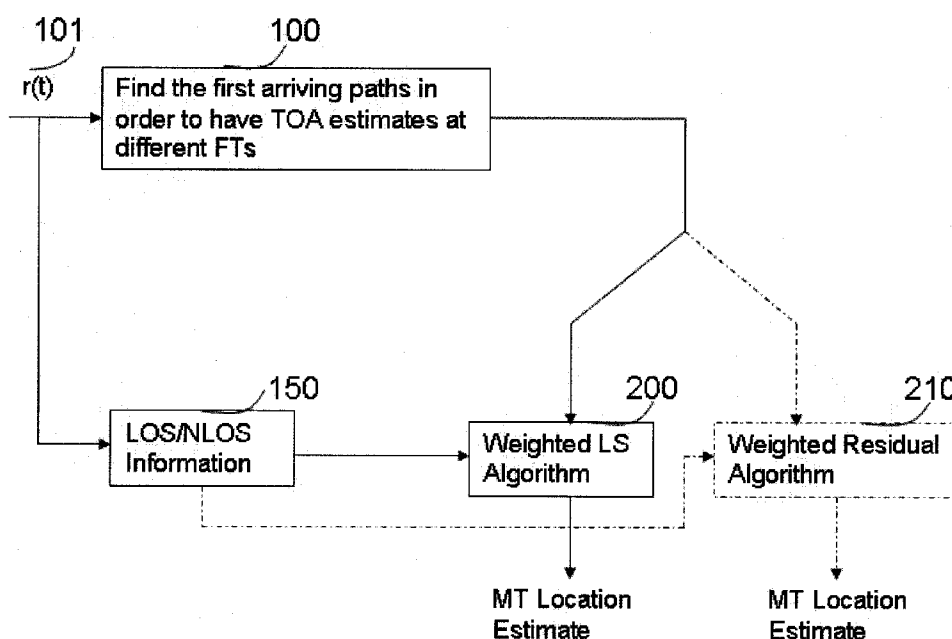 101
100
r(t)
Find the first arriving paths in
order to have TOA estimates at
different FTs
150
200
210
LOS/NLOS
Information
Weighted LS
Algorithm
Weighted Residual
Algorithm
MT Location
Estimate
MT Location
Estimate